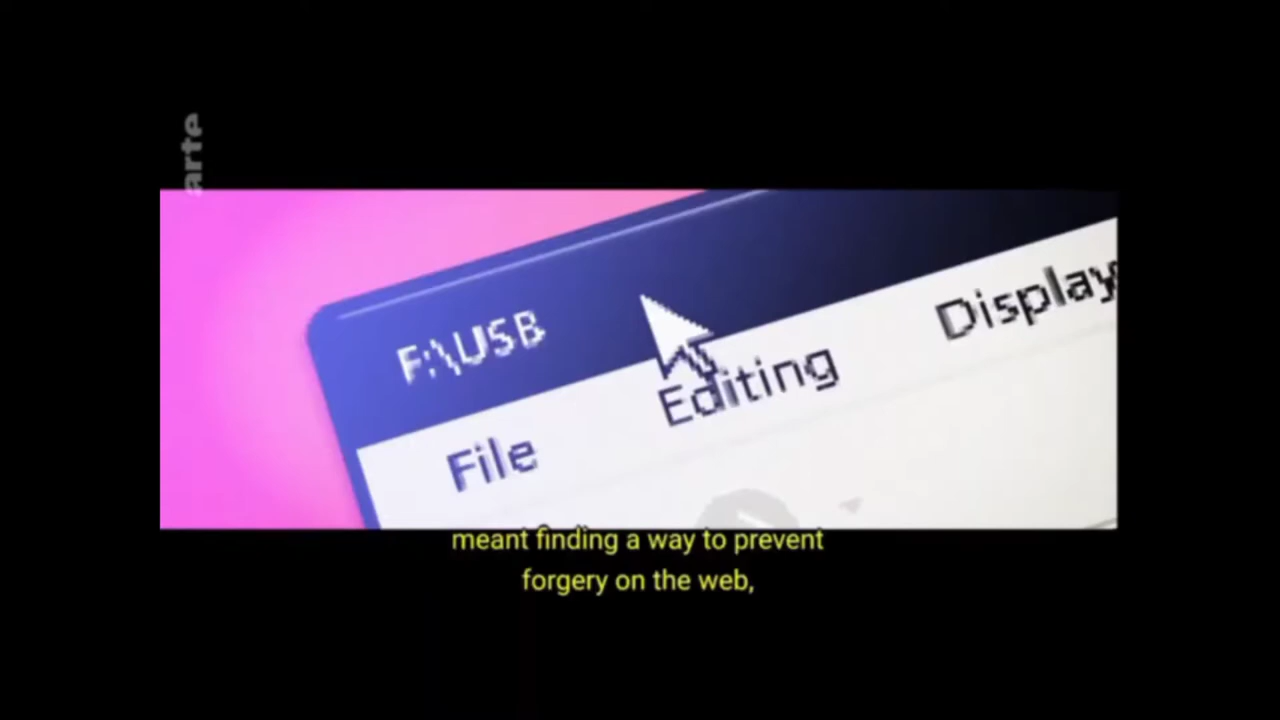 arte
F:\USB
File Editing Display
meant finding a way to prevent
forgery on the web,